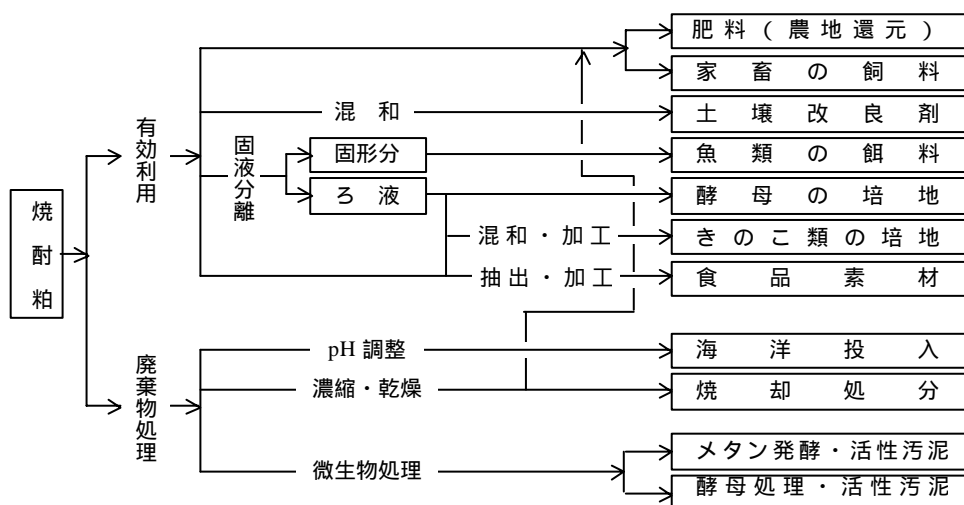 焼酎粕
有効利用
廃棄物処理
混和
固液分離
固形分
ろ液
混和・加工
抽出・加工
pH 調整
濃縮・乾燥
微生物処理
肥料(農地還元)
家畜の飼料
土壌改良剤
魚類の餌料
酵母の培地
きのこ類の培地
食品素材
海洋投入
焼却処分
メタン発酵・活性汚泥
酵母処理・活性汚泥